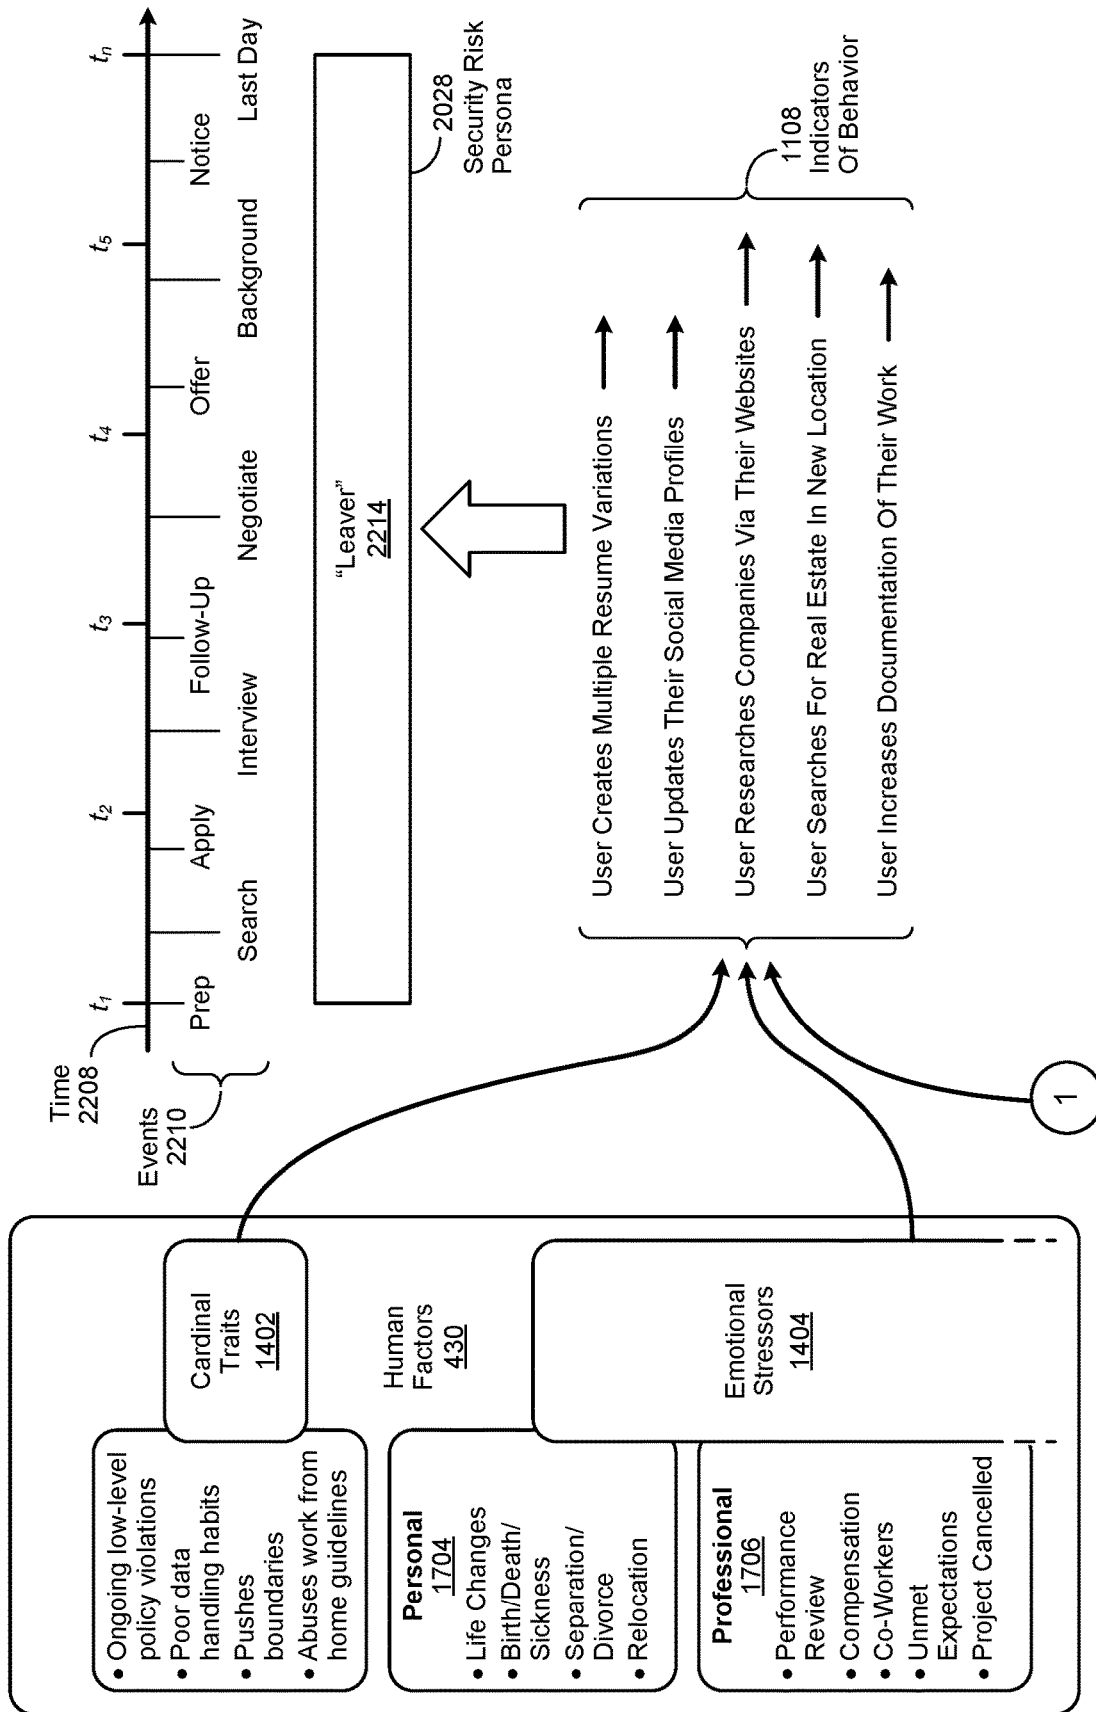 • Ongoing low-level
policy violations
• Poor data
handling habits
• Pushes
boundaries
• Abuses work from
home guidelines
Cardinal
Traits
1402
Human
Factors
430
Personal
1704
• Life Changes
• Birth/Death/
Sickness
• Separation/
Divorce
• Relocation
Emotional
Stressors
1404
Professional
1706
• Performance
Review
• Compensation
• Co-Workers
• Unmet
Expectations
• Project Cancelled
Time
2208
t1
t2
t3
t4
t5
tn
Events
2210
Prep
Search
Apply
Interview
Follow-Up
Negotiate
Offer
Background
Notice
Last Day
“Leaver”
2214
2028
Security Risk
Persona
User Creates Multiple Resume Variations
User Updates Their Social Media Profiles
User Researches Companies Via Their Websites
User Searches For Real Estate In New Location
User Increases Documentation Of Their Work
1108
Indicators
Of Behavior
1